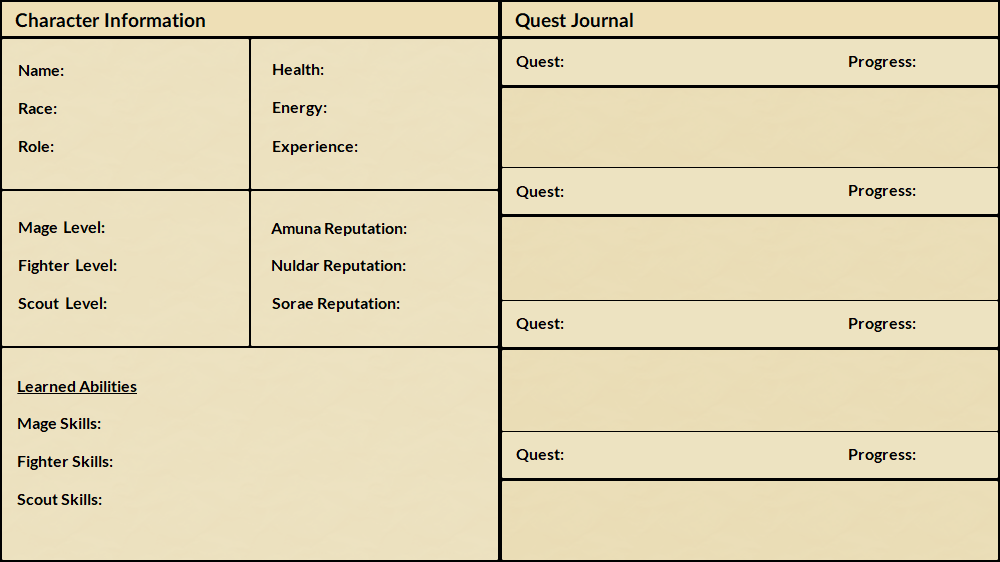 Character Information
Name:
Race:
Role:
Health:
Energy:
Experience:
Mage Level:
Fighter Level:
Scout Level:
Amuna Reputation:
Nuldar Reputation:
Sorae Reputation:
Learned Abilities
Mage Skills:
Fighter Skills:
Scout Skills:
Quest Journal
Quest: Progress:
Quest: Progress:
Quest: Progress:
Quest: Progress: